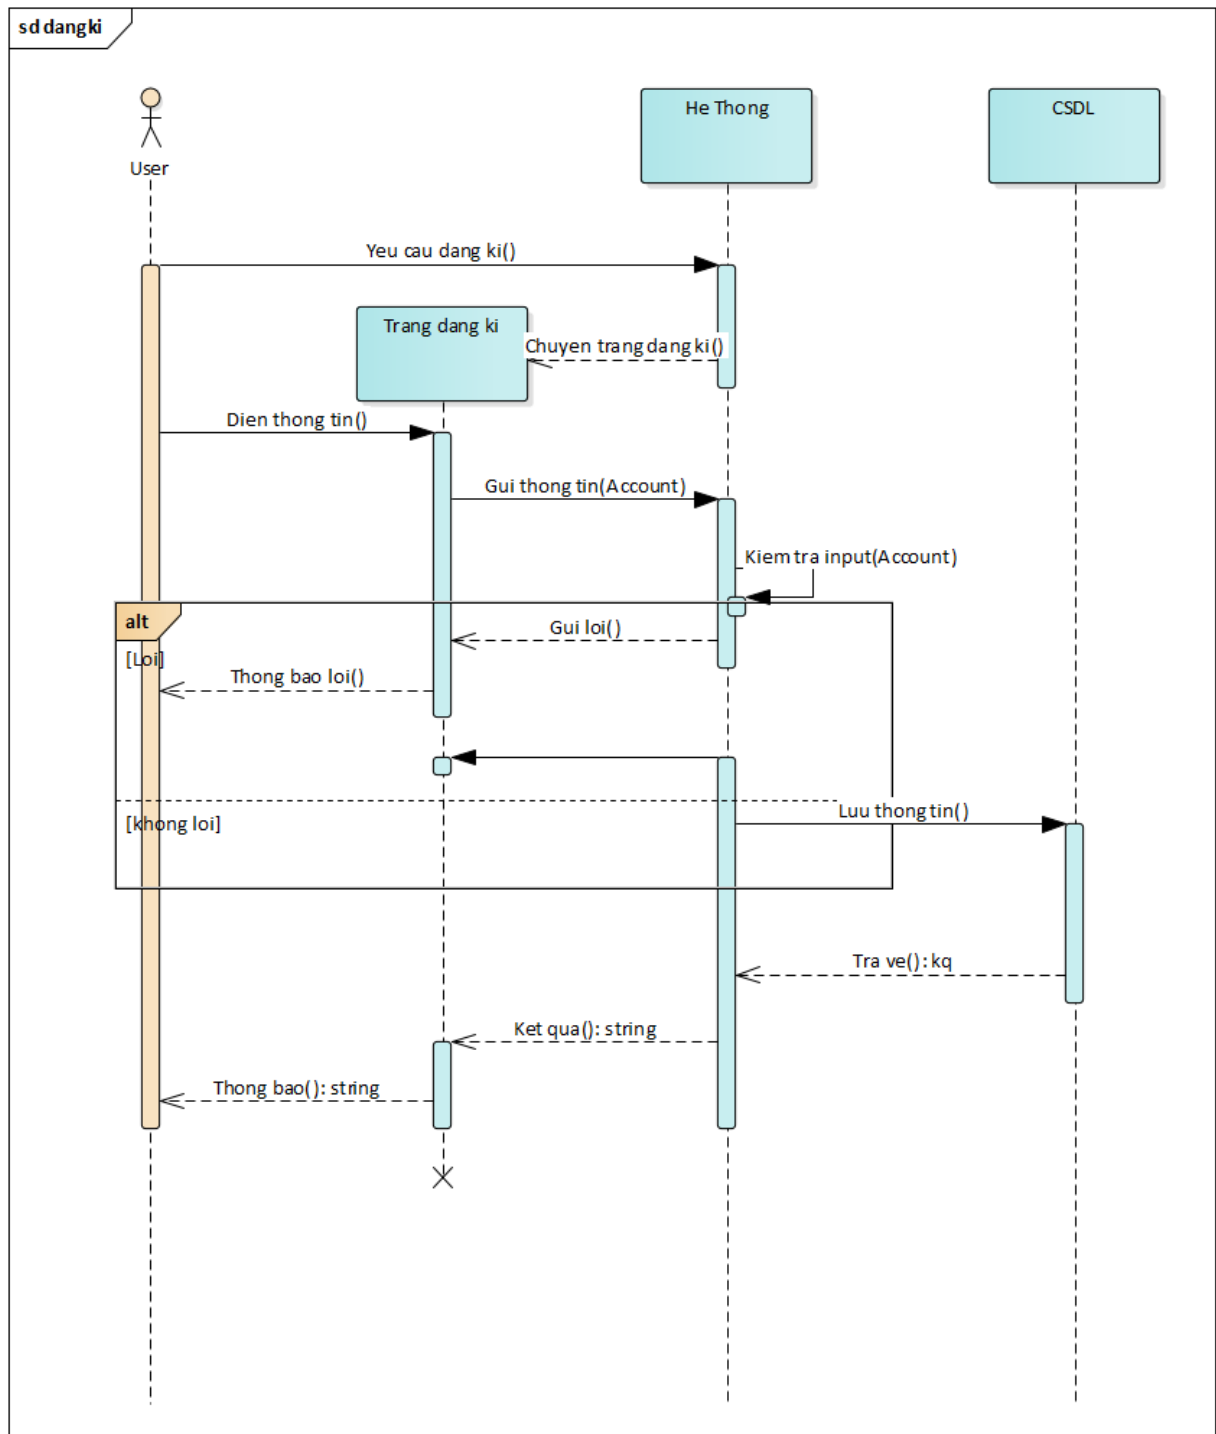 sd dangki
He Thong
CSDL
User
Yeu cau dang ki()
Trang dang ki
Chuyen trang dang ki()
Dien thong tin()
Gui thong tin(Account)
Kiem tra input(Account)
alt
Gui loi()
[Loi]
Thong bao loi()
Luu thong tin()
[khong loi]
Tra ve(): kq
Ket qua(): string
Thong bao(): string